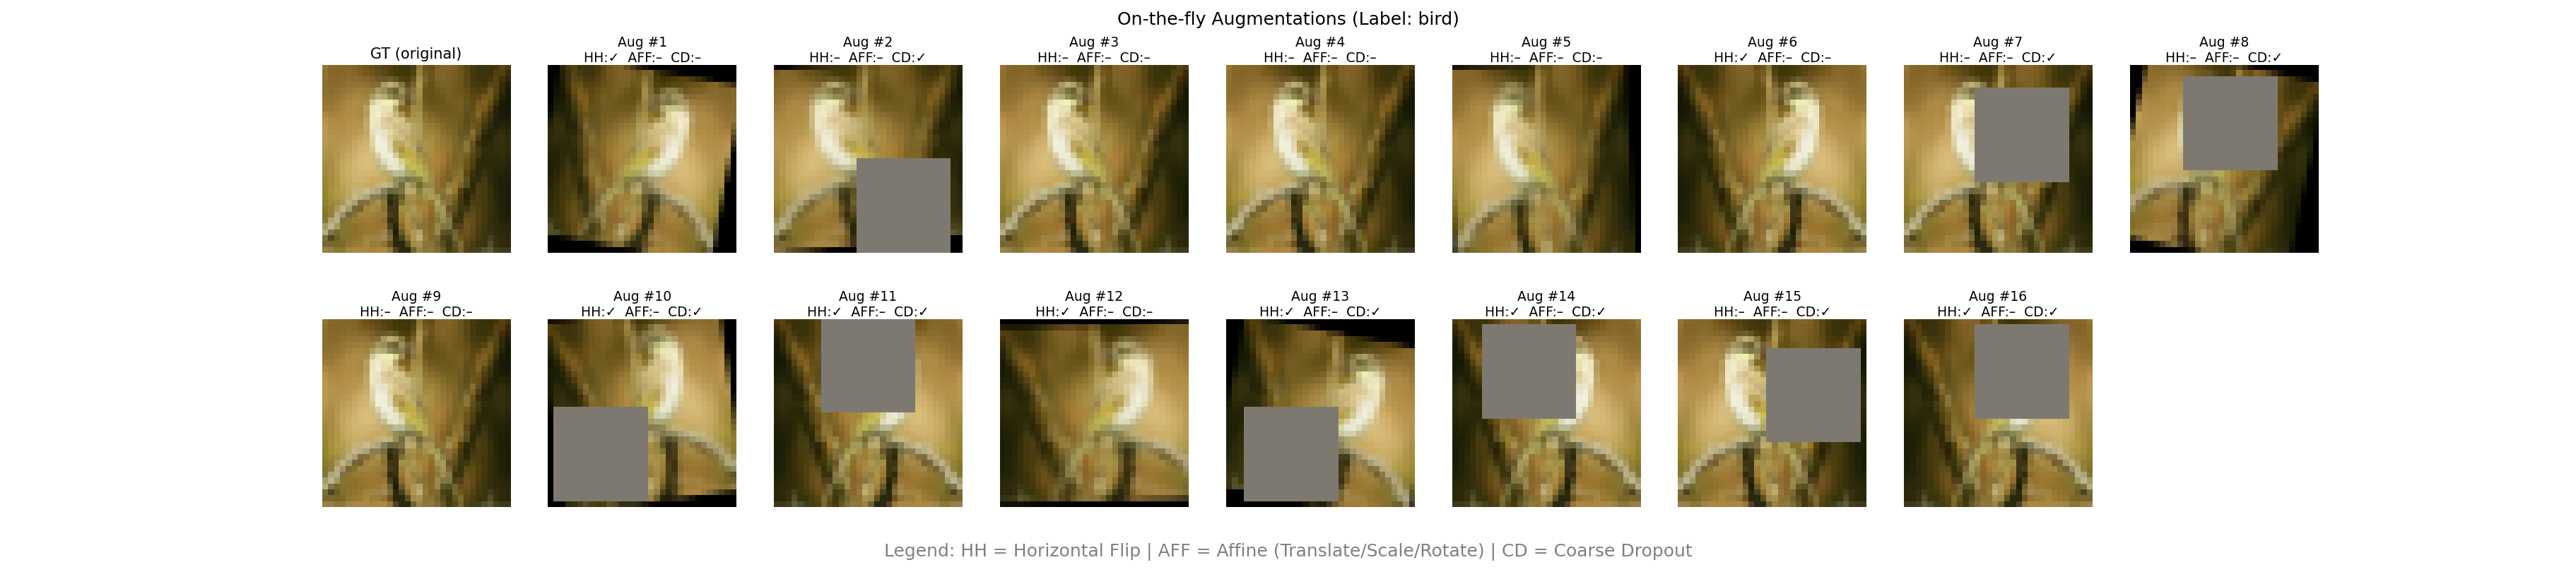 On-the-fly Augmentations (Label: bird)
GT (original)
Aug #1
HH:✓ AFF:– CD:–
Aug #2
HH:– AFF:– CD:✓
Aug #3
HH:– AFF:– CD:–
Aug #4
HH:– AFF:– CD:–
Aug #5
HH:– AFF:– CD:–
Aug #6
HH:✓ AFF:– CD:–
Aug #7
HH:– AFF:– CD:✓
Aug #8
HH:– AFF:– CD:✓
Aug #9
HH:– AFF:– CD:–
Aug #10
HH:✓ AFF:– CD:✓
Aug #11
HH:✓ AFF:– CD:✓
Aug #12
HH:✓ AFF:– CD:–
Aug #13
HH:✓ AFF:– CD:✓
Aug #14
HH:✓ AFF:– CD:✓
Aug #15
HH:– AFF:– CD:✓
Aug #16
HH:✓ AFF:– CD:✓
Legend: HH = Horizontal Flip | AFF = Affine (Translate/Scale/Rotate) | CD = Coarse Dropout